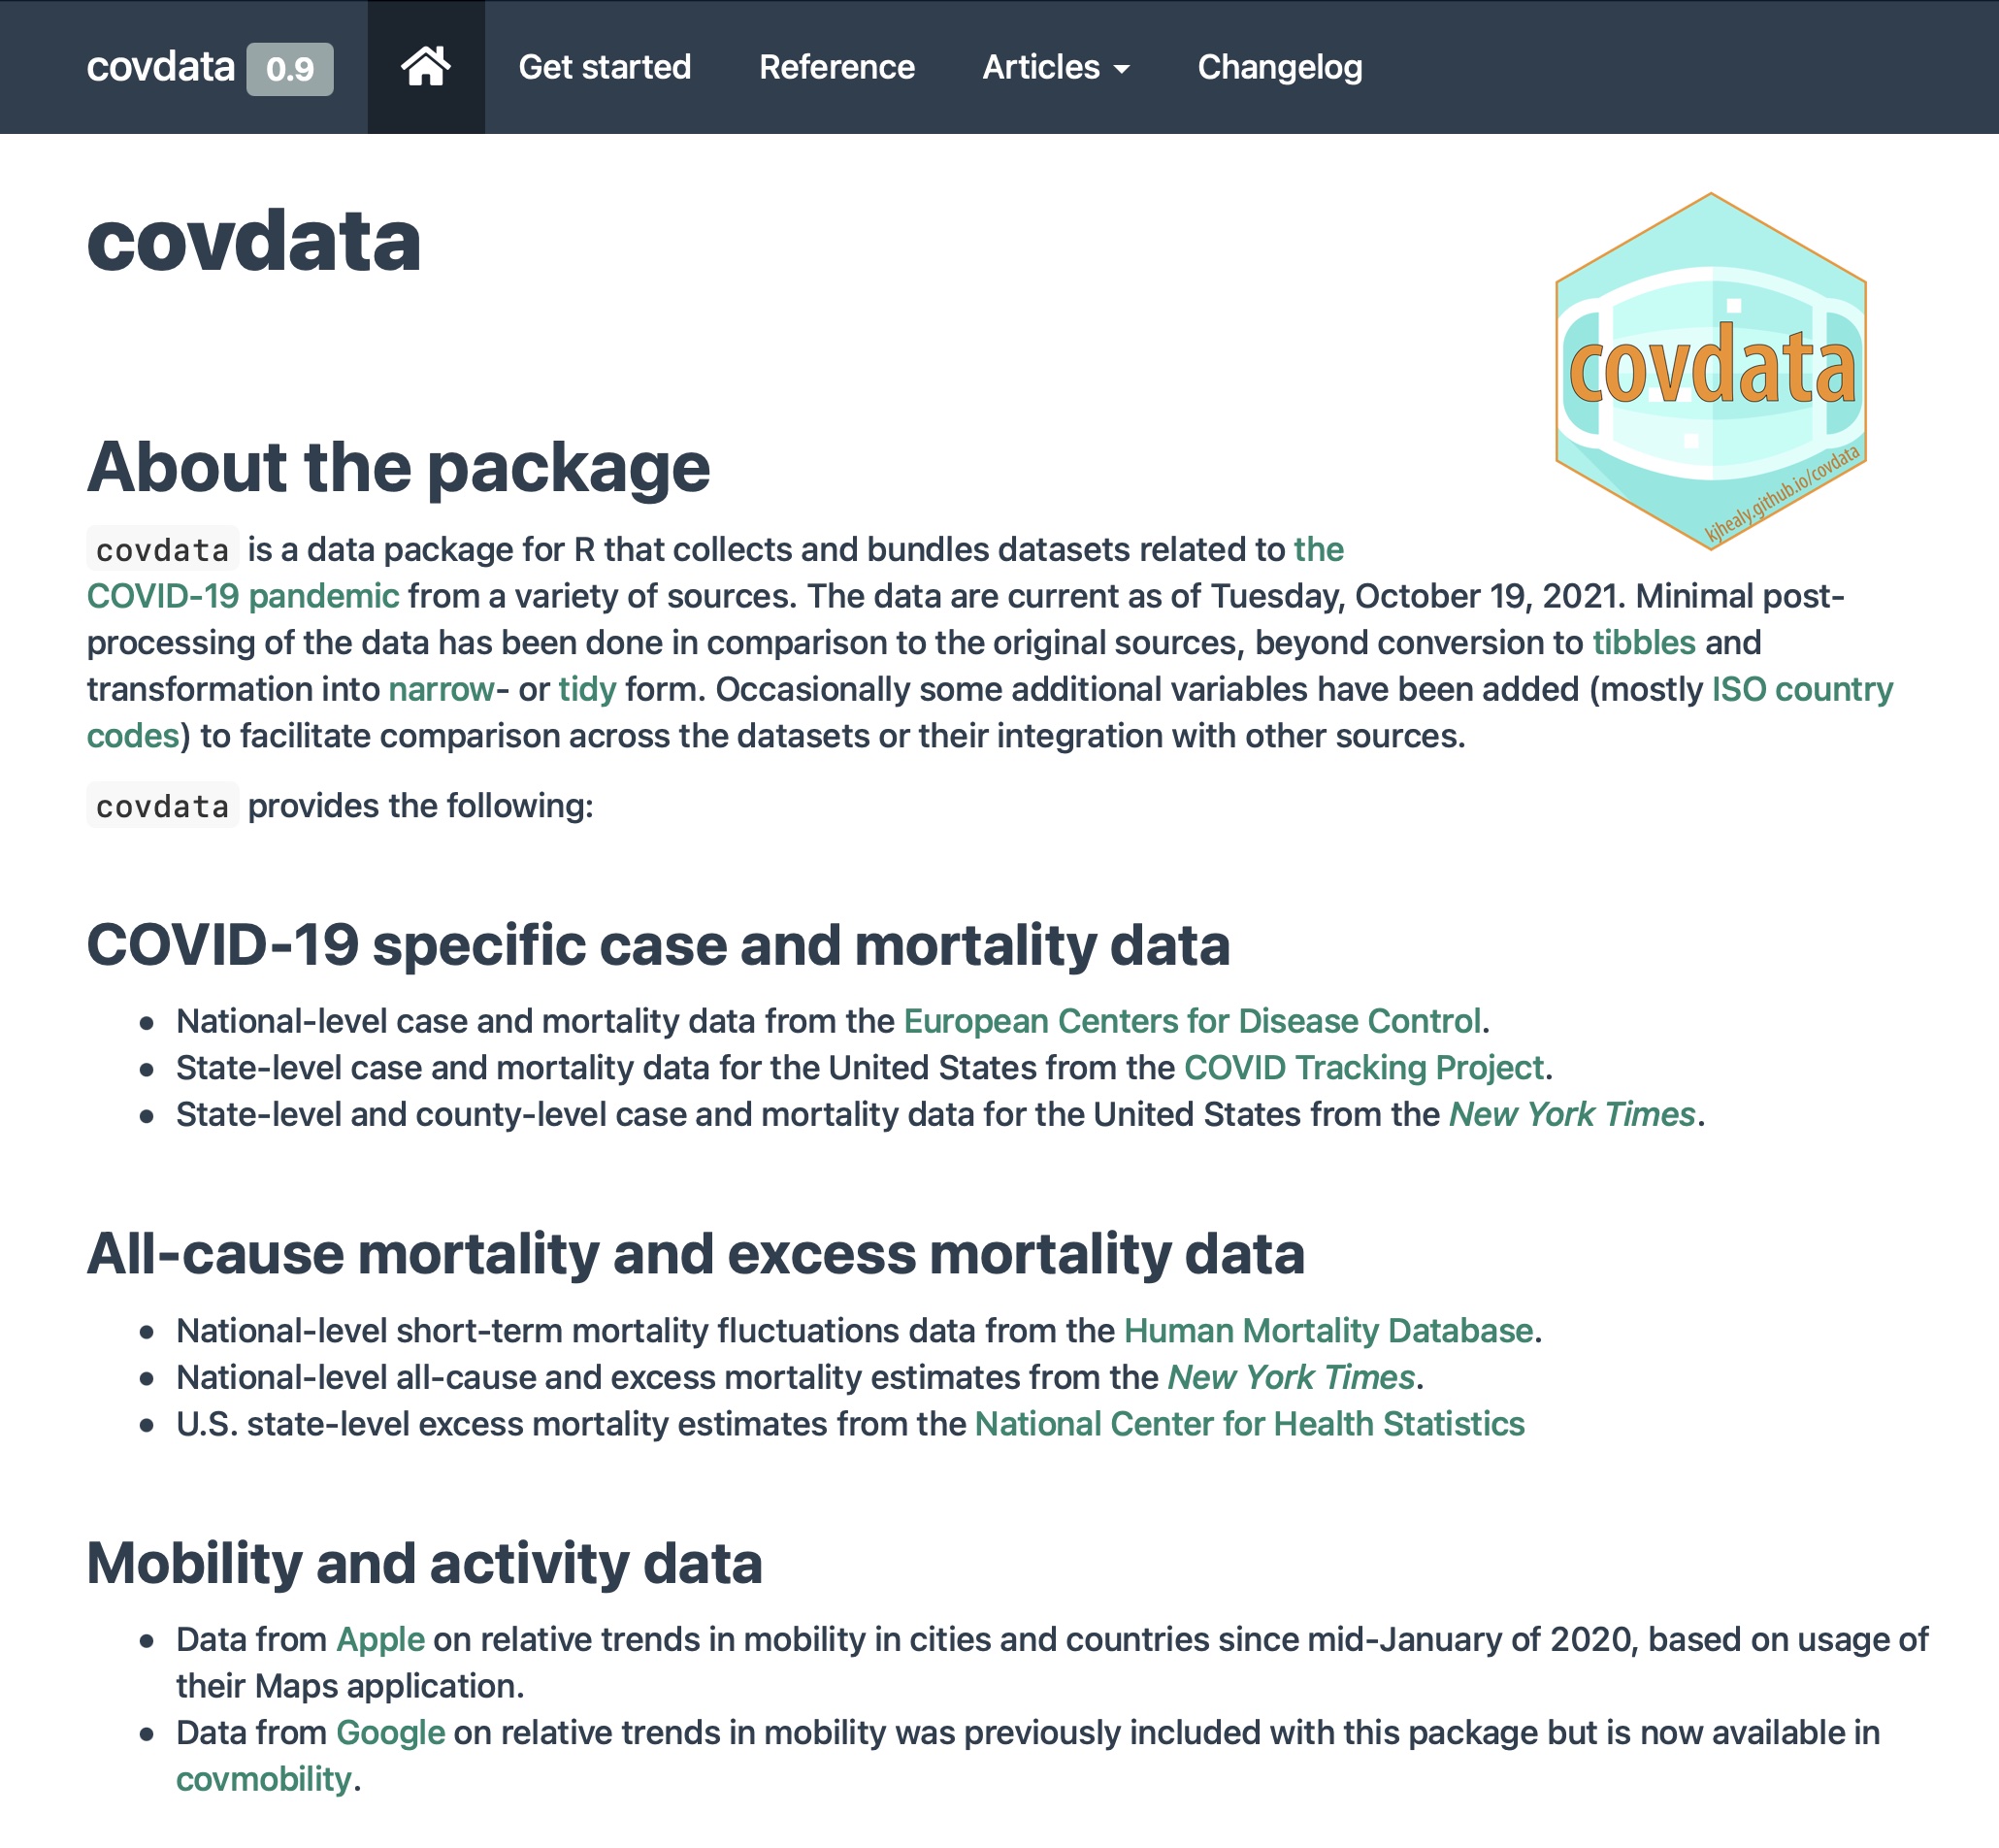 covdata 0.9 Get started Reference Articles Changelog
covdata
covdata
kjhealy.github.io/covdata
About the package
covdata is a data package for R that collects and bundles datasets related to the
COVID-19 pandemic from a variety of sources. The data are current as of Tuesday, October 19, 2021. Minimal post-
processing of the data has been done in comparison to the original sources, beyond conversion to tibbles and
transformation into narrow- or tidy form. Occasionally some additional variables have been added (mostly ISO country
codes) to facilitate comparison across the datasets or their integration with other sources.
covdata provides the following:
COVID-19 specific case and mortality data
• National-level case and mortality data from the European Centers for Disease Control.
• State-level case and mortality data for the United States from the COVID Tracking Project.
• State-level and county-level case and mortality data for the United States from the New York Times.
All-cause mortality and excess mortality data
• National-level short-term mortality fluctuations data from the Human Mortality Database.
• National-level all-cause and excess mortality estimates from the New York Times.
• U.S. state-level excess mortality estimates from the National Center for Health Statistics
Mobility and activity data
• Data from Apple on relative trends in mobility in cities and countries since mid-January of 2020, based on usage of
their Maps application.
• Data from Google on relative trends in mobility was previously included with this package but is now available in
covmobility.